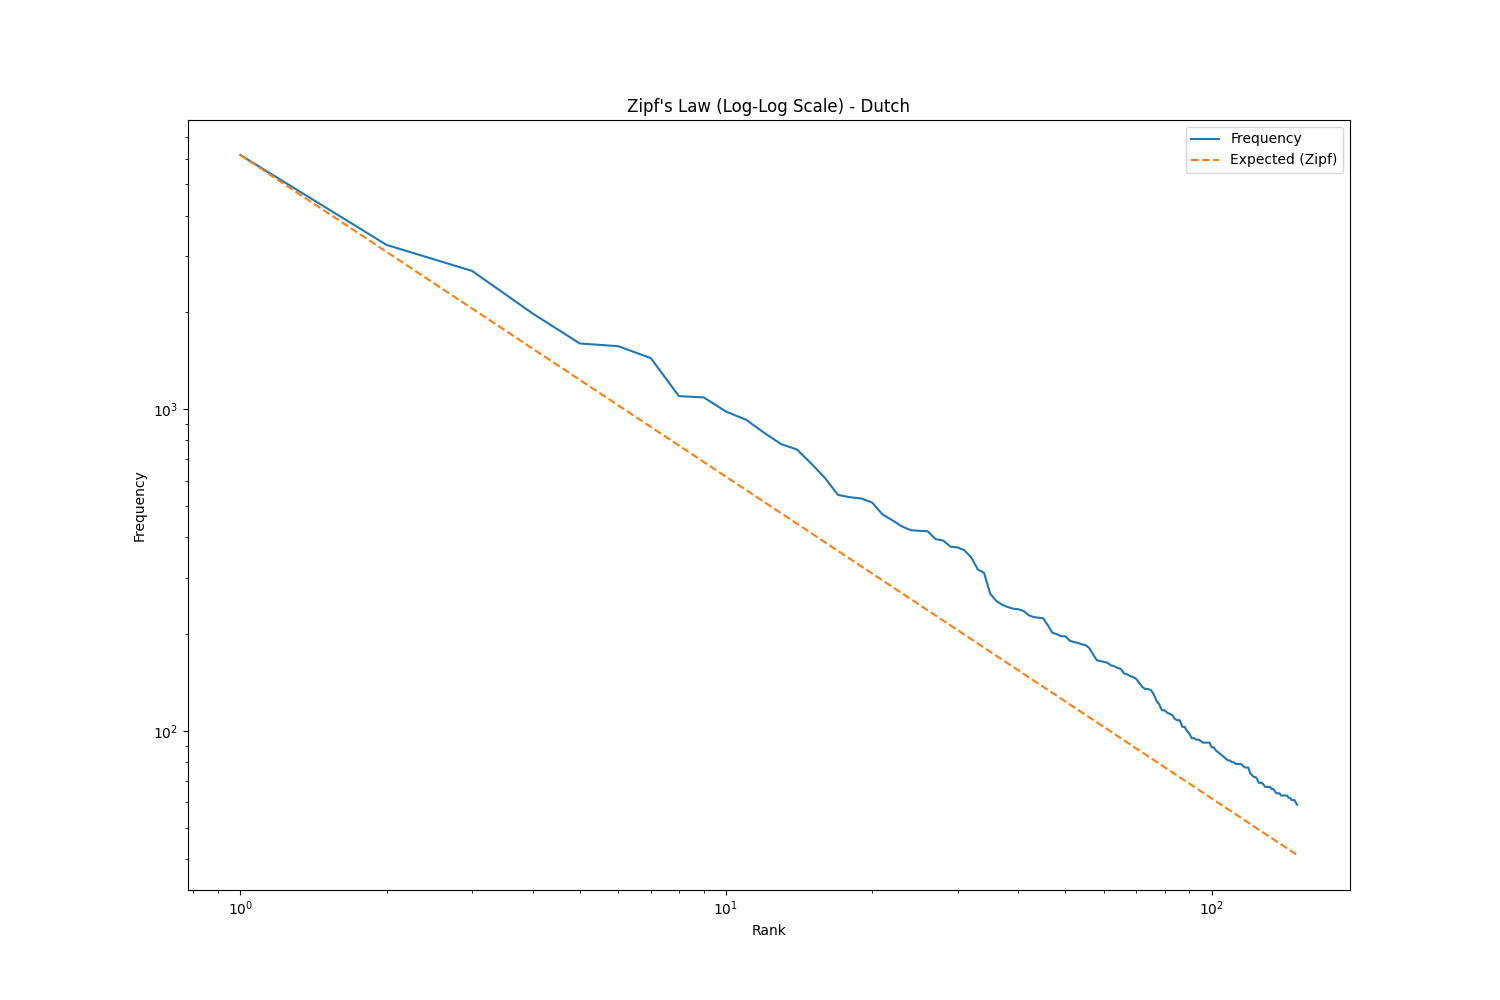 Zipf's Law (Log-Log Scale) - Dutch
Frequency
Expected (Zipf)
Frequency
10³
10²
10⁰
10¹
10²
Rank